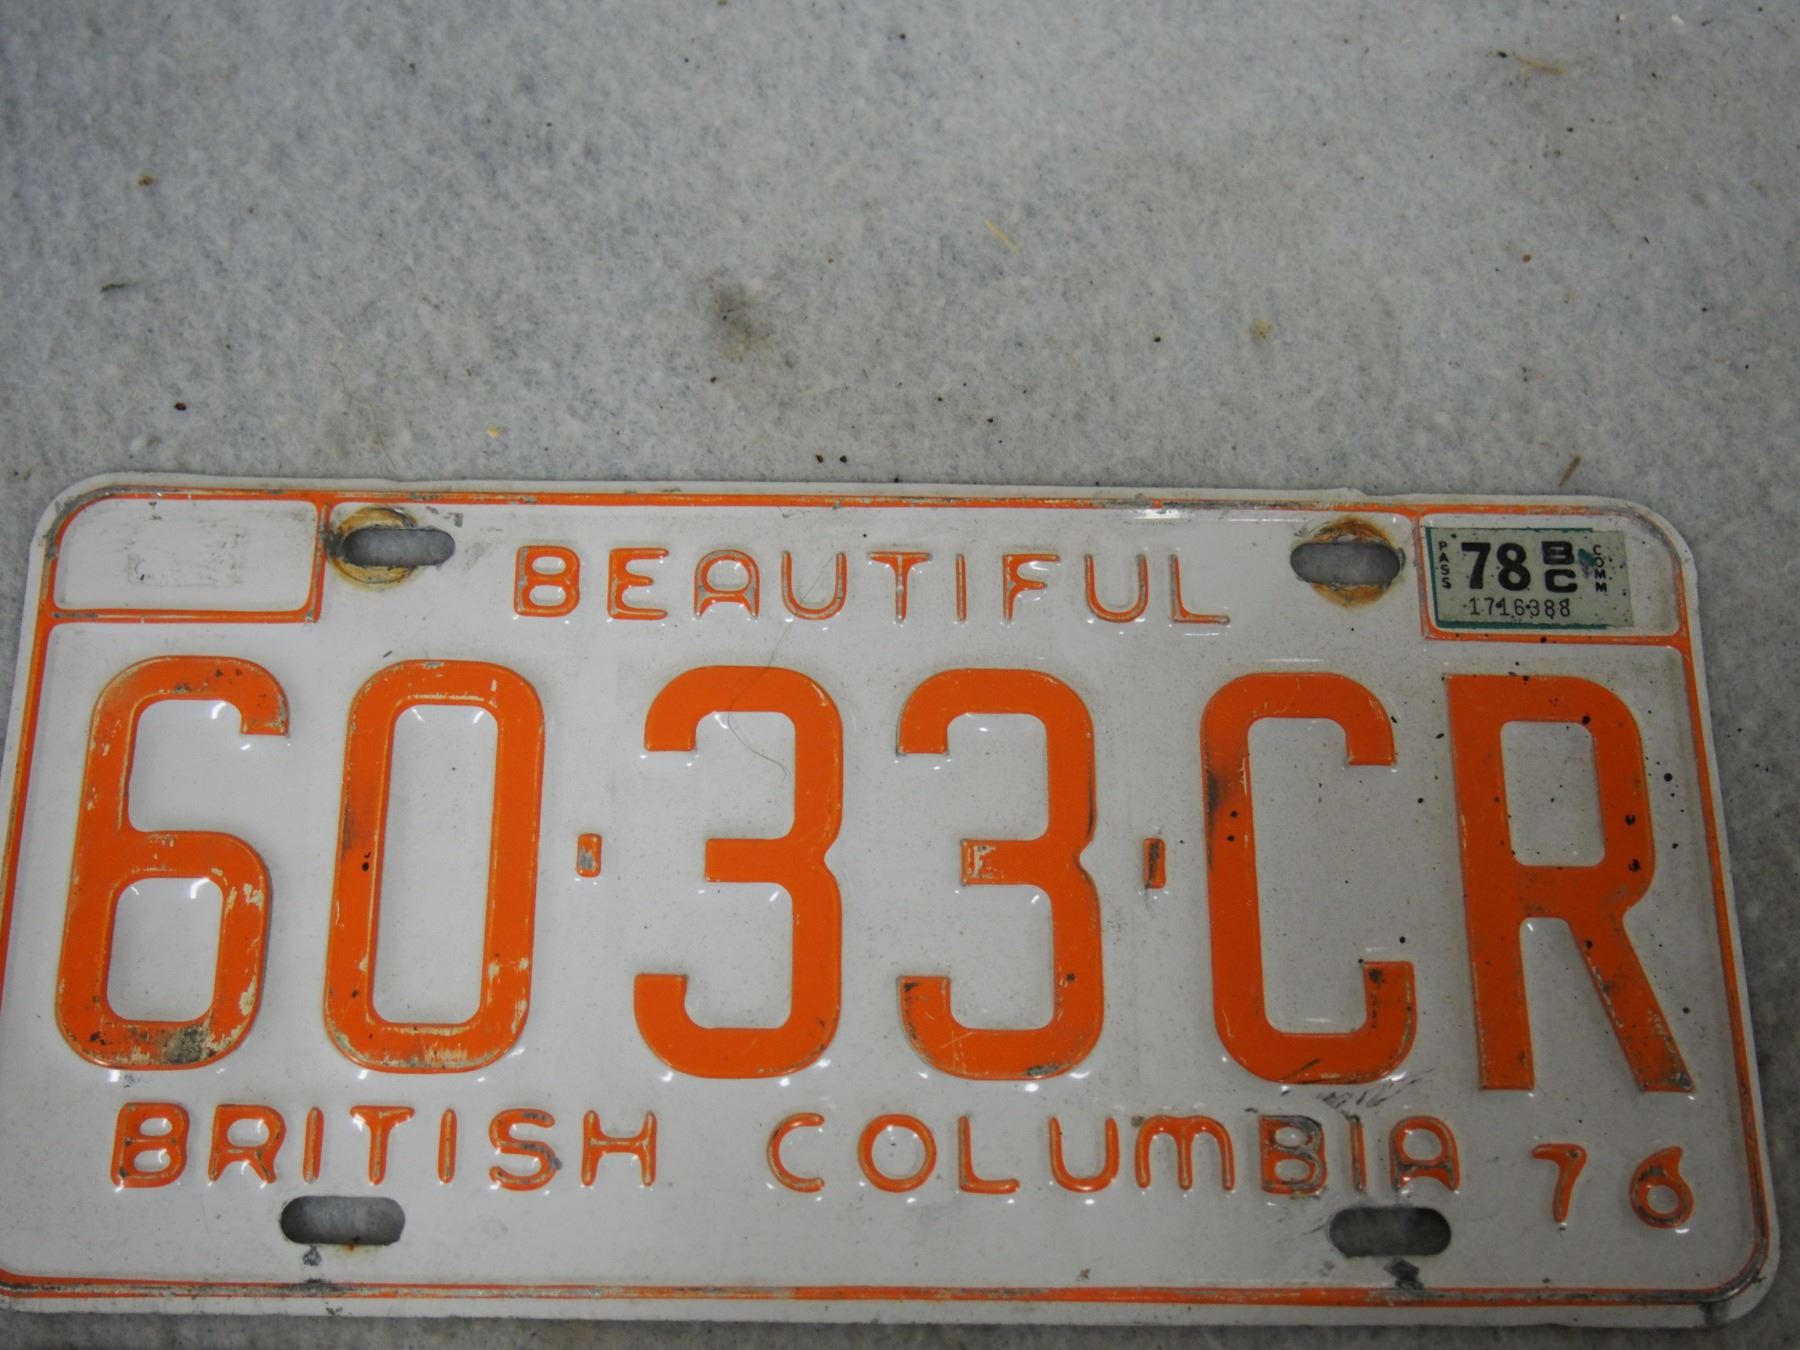 BEAUTIFUL
PASS 78 BC COMM
1716388
60-33-CR
BRITISH COLUMBIA 76